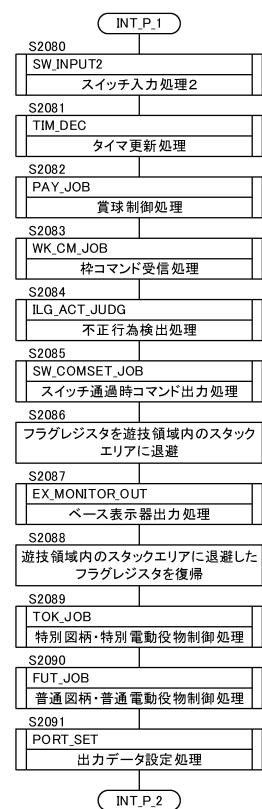 INT_P_1
S2080
SW_INPUT2
スイッチ入力処理２
S2081
TIM_DEC
タイマ更新処理
S2082
PAY_JOB
賞球制御処理
S2083
WK_CM_JOB
枠コマンド受信処理
S2084
ILG_ACT_JUDG
不正行為検出処理
S2085
SW_COMSET_JOB
スイッチ通過時コマンド出力処理
S2086
フラグレジスタを遊技領域内のスタック
エリアに退避
S2087
EX_MONITOR_OUT
ベース表示器出力処理
S2088
遊技領域内のスタックエリアに退避した
フラグレジスタを復帰
S2089
TOK_JOB
特別図柄・特別電動役物制御処理
S2090
FUT_JOB
普通図柄・普通電動役物制御処理
S2091
PORT_SET
出力データ設定処理
INT_P_2